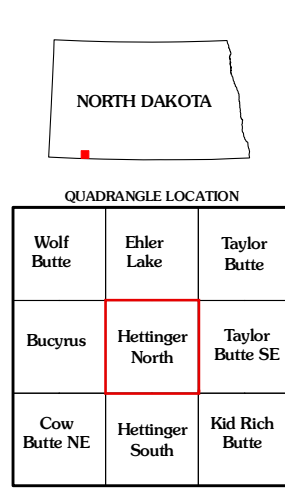 NORTH DAKOTA
QUADRANGLE LOCATION
Wolf
Butte
Ehler
Lake
Taylor
Butte
Bucyrus
Hettinger
North
Taylor
Butte SE
Cow
Butte NE
Hettinger
South
Kid Rich
Butte